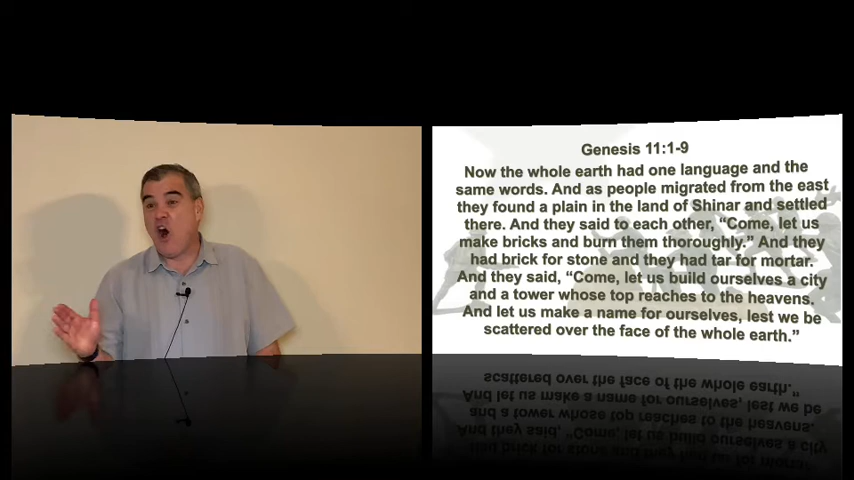 Genesis 11:1-9
Now the whole earth had one language and the
same words. And as people migrated from the east
they found a plain in the land of Shinar and settled
there. And they said to each other, “Come, let us
make bricks and burn them thoroughly.” And they
had brick for stone and they had tar for mortar.
And they said, “Come, let us build ourselves a city
and a tower whose top reaches to the heavens.
And let us make a name for ourselves, lest we be
scattered over the face of the whole earth.”